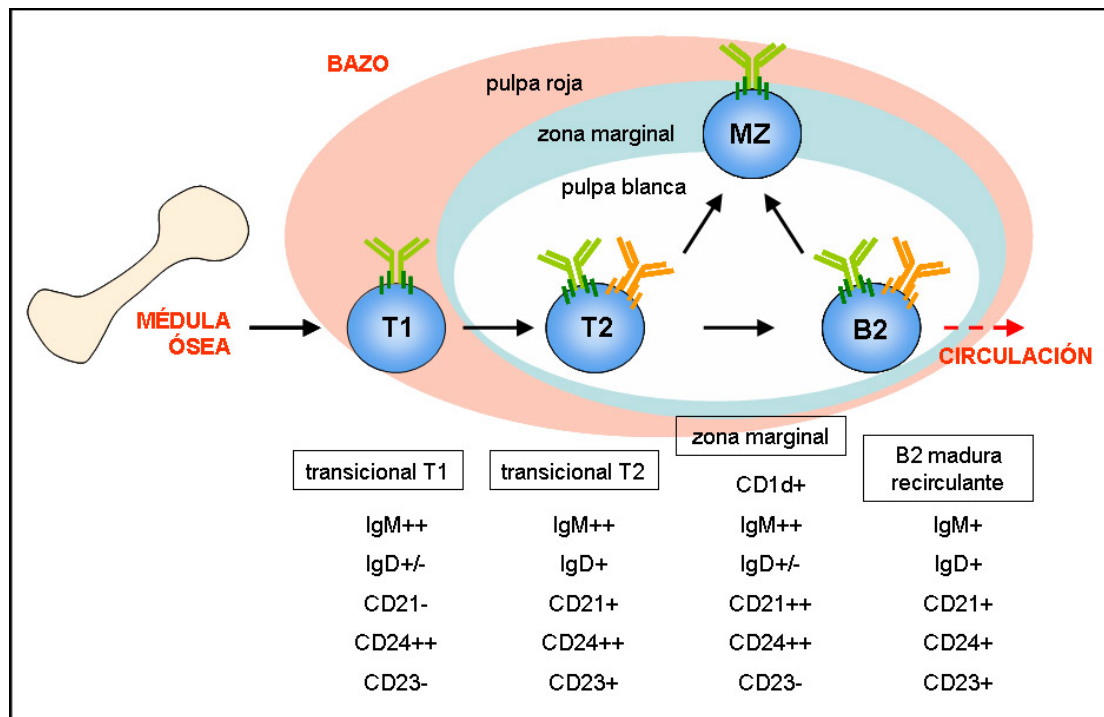 BAZO
pulpa roja
zona marginal
pulpa blanca
MZ
MÉDULA
ÓSEA
T1
T2
B2
CIRCULACIÓN
transicional T1
IgM++
IgD+/-
CD21-
CD24++
CD23-
transicional T2
IgM++
IgD+
CD21+
CD24++
CD23+
zona marginal
CD1d+
IgM++
IgD+/-
CD21++
CD24++
CD23-
B2 madura
recirculante
IgM+
IgD+
CD21+
CD24+
CD23+